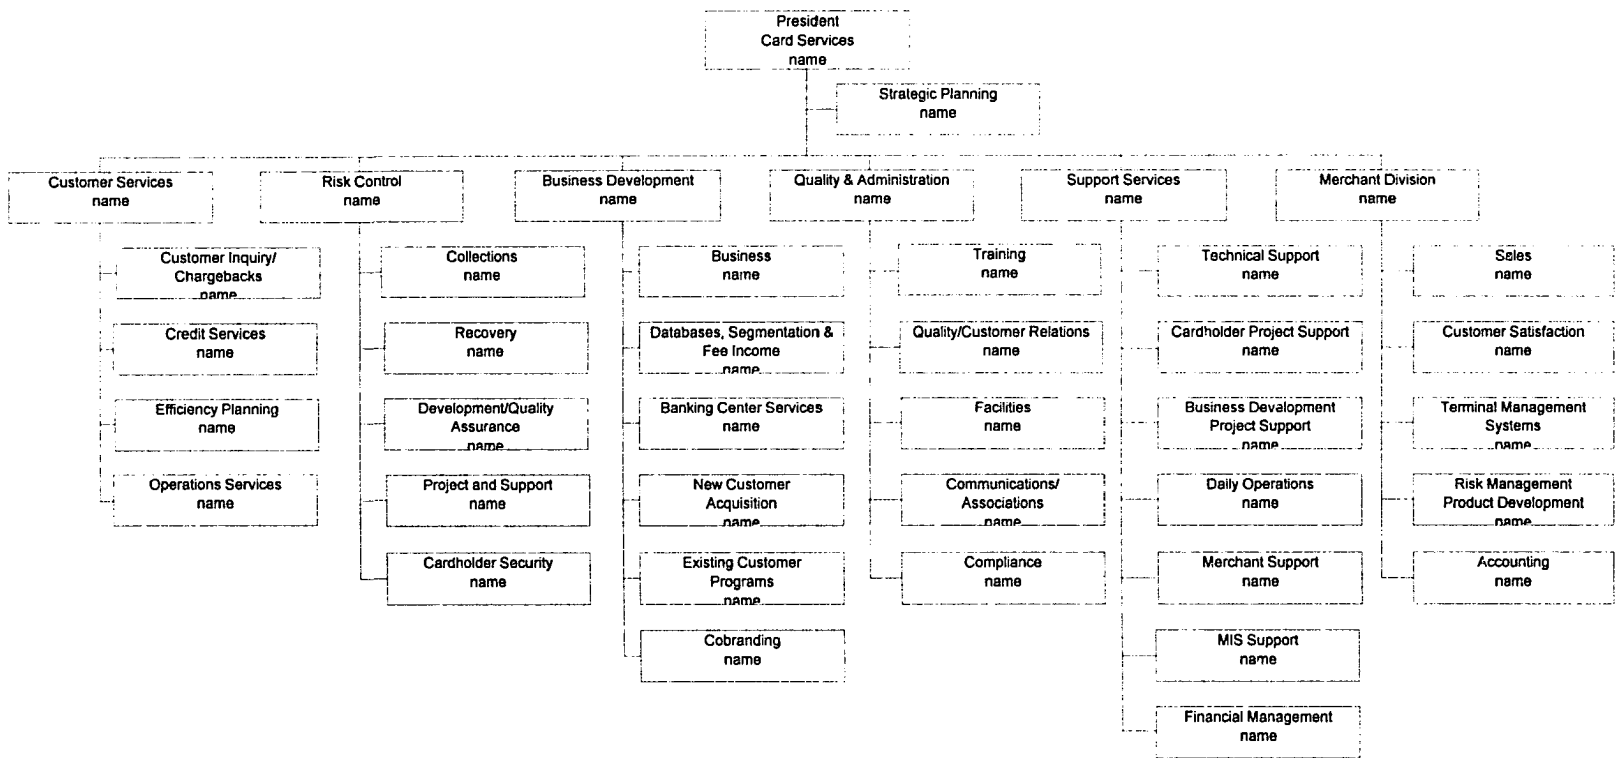 President
Card Services
name
Strategic Planning
name
Customer Services
name
Risk Control
name
Business Development
name
Quality & Administration
name
Support Services
name
Merchant Division
name
Customer Inquiry/
Chargebacks
name
Credit Services
name
Efficiency Planning
name
Operations Services
name
Collections
name
Recovery
name
Development/Quality
Assurance
name
Project and Support
name
Cardholder Security
name
Business
name
Databases, Segmentation &
Fee Income
name
Banking Center Services
name
New Customer
Acquisition
name
Existing Customer
Programs
name
Cobranding
name
Training
name
Quality/Customer Relations
name
Facilities
name
Communications/
Associations
name
Compliance
name
Technical Support
name
Cardholder Project Support
name
Business Development
Project Support
name
Daily Operations
name
Merchant Support
name
MIS Support
name
Financial Management
name
Sales
name
Customer Satisfaction
name
Terminal Management
Systems
name
Risk Management
Product Development
name
Accounting
name